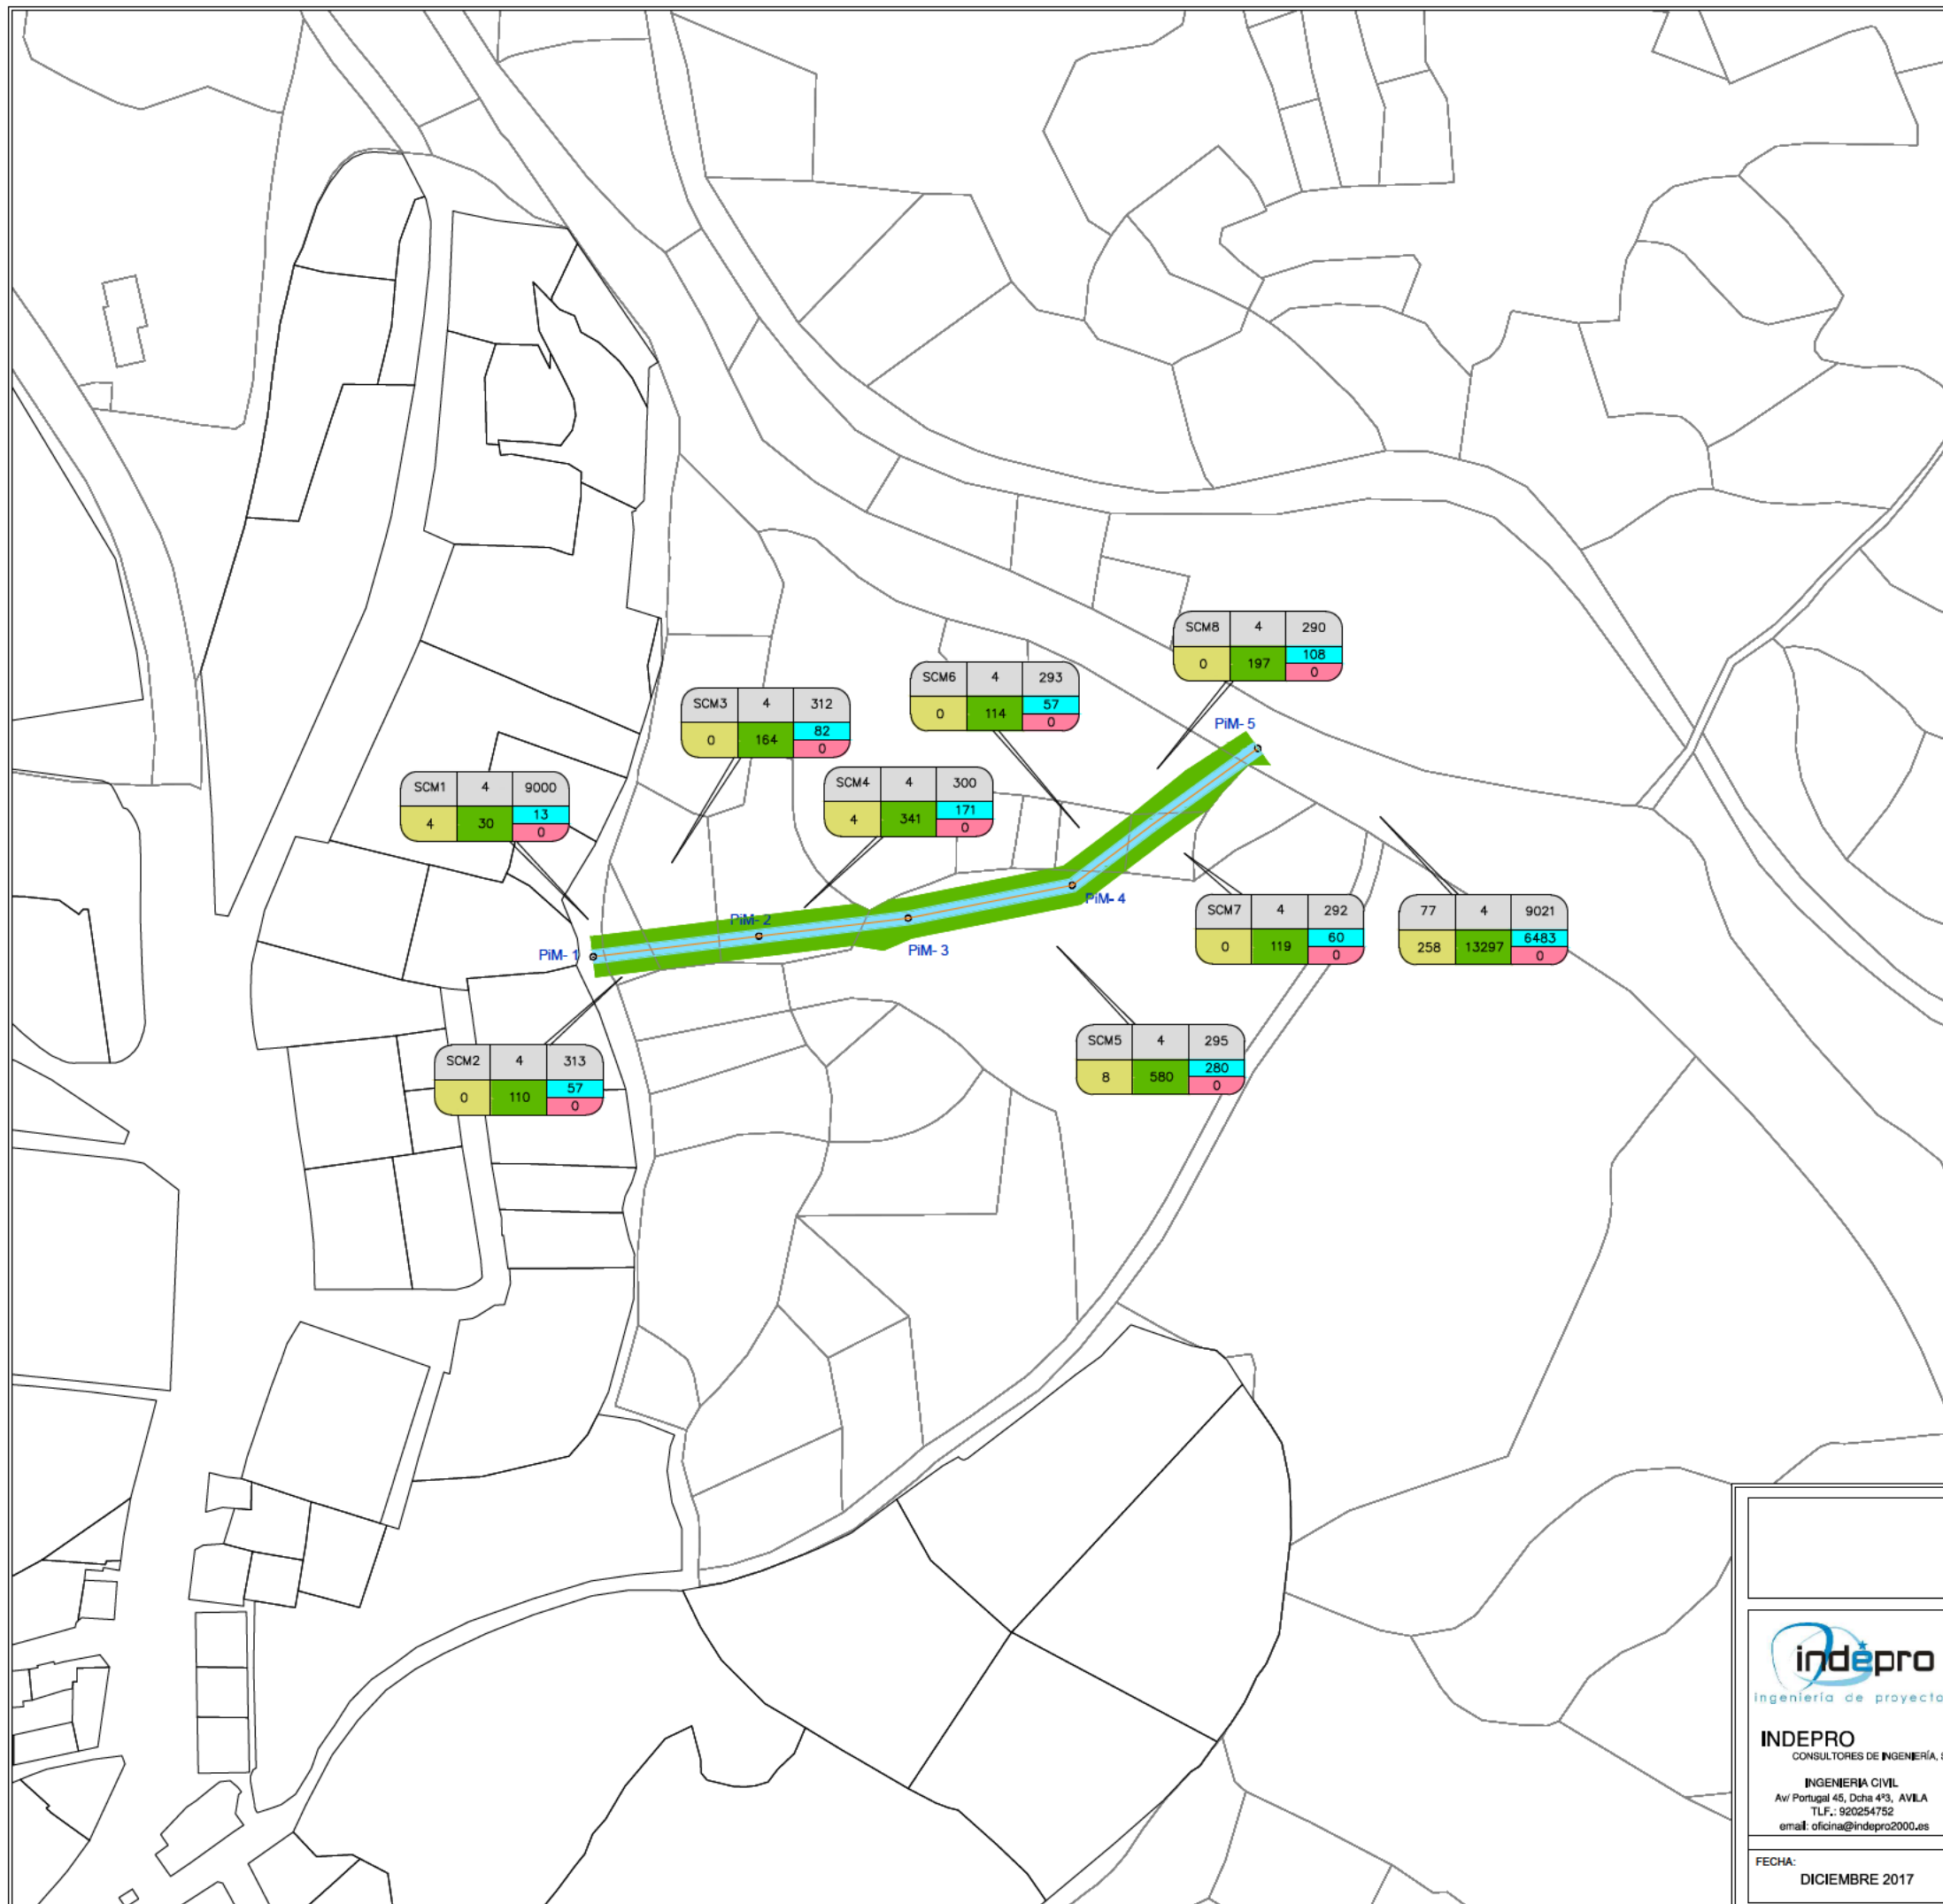 SCM8 4 290
0 197 108
0
SCM6 4 293
0 114 57
0
SCM3 4 312
0 164 82
0
PiM- 5
SCM4 4 300
4 341 171
0
SCM1 4 9000
4 30 13
0
PiM- 4
SCM7 4 292
0 119 60
0
77 4 9021
258 13297 6483
0
PiM- 2
PiM- 1
PiM- 3
SCM5 4 295
8 580 280
0
SCM2 4 313
0 110 57
0
indepro
ingeniería de proyecto
INDEPRO
CONSULTORES DE INGENIERÍA, S
INGENIERIA CIVIL
Av/ Portugal 45, Dcha 4º3, AVILA
TLF.: 920254752
email: oficina@indepro2000.es
FECHA:
DICIEMBRE 2017